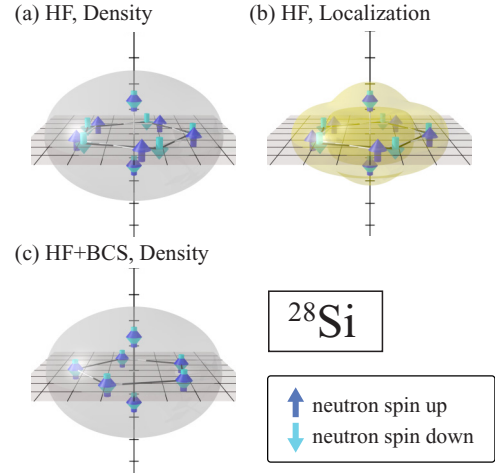 (a) HF, Density
(b) HF, Localization
(c) HF+BCS, Density
²⁸Si
neutron spin up
neutron spin down